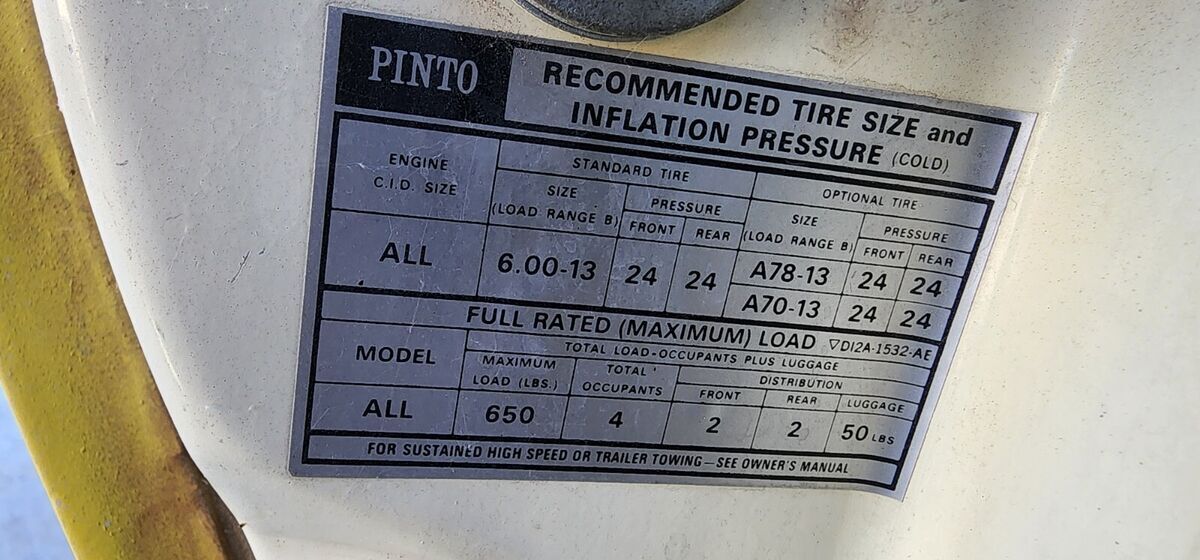 PINTO
RECOMMENDED TIRE SIZE and
INFLATION PRESSURE (COLD)
ENGINE
C.I.D. SIZE
STANDARD TIRE
OPTIONAL TIRE
SIZE
(LOAD RANGE B)
PRESSURE
FRONT REAR
SIZE
(LOAD RANGE B)
PRESSURE
FRONT REAR
ALL 6.00-13 24 24 A78-13 24 24
A70-13 24 24
FULL RATED (MAXIMUM) LOAD ▽DI2A-1532-AE
MODEL
TOTAL LOAD-OCCUPANTS PLUS LUGGAGE
MAXIMUM
LOAD (LBS.)
TOTAL
OCCUPANTS
DISTRIBUTION
FRONT REAR LUGGAGE
ALL 650 4 2 2 50 LBS
FOR SUSTAINED HIGH SPEED OR TRAILER TOWING—SEE OWNER'S MANUAL